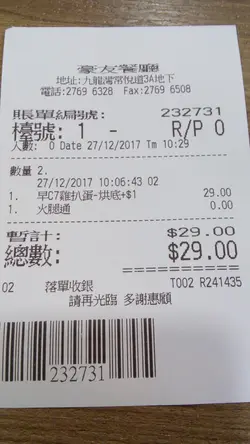 豪友餐廳
地址:九龍灣常悅道3A地下
電話:2769 6328 Fax:2769 6508
賬單編號: 232731
檯號: 1 - R/P 0
人數: 0 Date 27/12/2017 Tm 10:29
數量 2.
27/12/2017 10:06:43 02
1. 早C7雞扒蛋~烘底+$1 29.00
1. 火腿通 0.00
暫計: $29.00
總數: $29.00
========
02 落單收銀 T002 R241435
請再光臨 多謝惠顧
232731